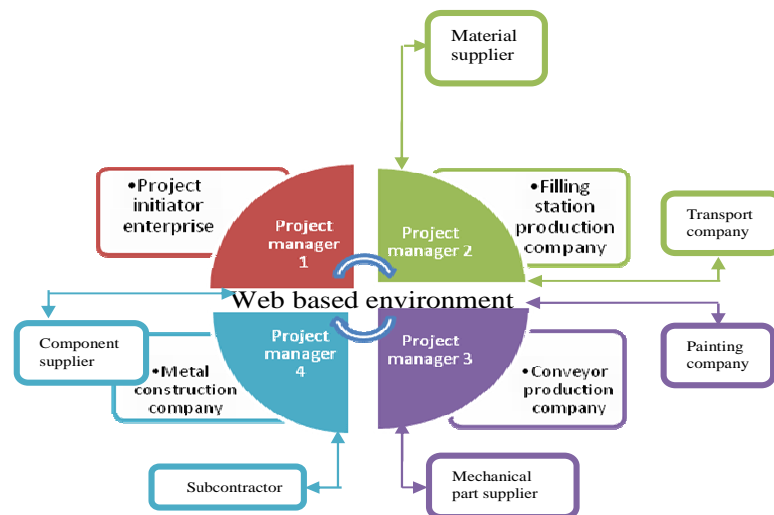 Material
supplier
•Project
initiator
enterprise
Project
manager
1
Project
manager 2
•Filling
station
production
company
Transport
company
Web based environment
Component
supplier
•Metal
construction
company
Project
manager
4
Project
manager 3
•Conveyor
production
company
Painting
company
Subcontractor
Mechanical
part supplier